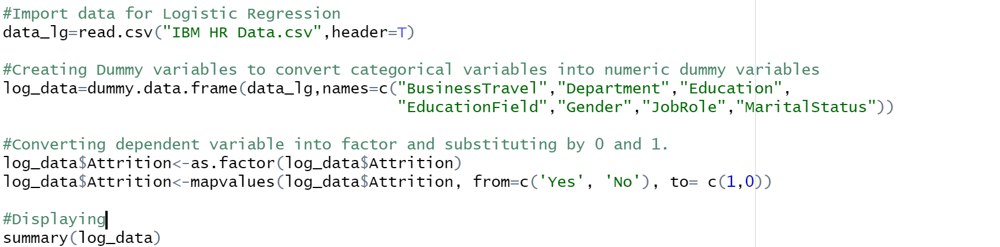 #Import data for Logistic Regression
data_lg=read.csv("IBM HR Data.csv",header=T)
#Creating Dummy variables to convert categorical variables into numeric dummy variables
log_data=dummy.data.frame(data_lg,names=c("BusinessTravel","Department","Education",
"EducationField","Gender","JobRole","MaritalStatus"))
#Converting dependent variable into factor and substituting by 0 and 1.
log_data$Attrition<-as.factor(log_data$Attrition)
log_data$Attrition<-mapvalues(log_data$Attrition, from=c('Yes', 'No'), to= c(1,0))
#Displaying
summary(log_data)